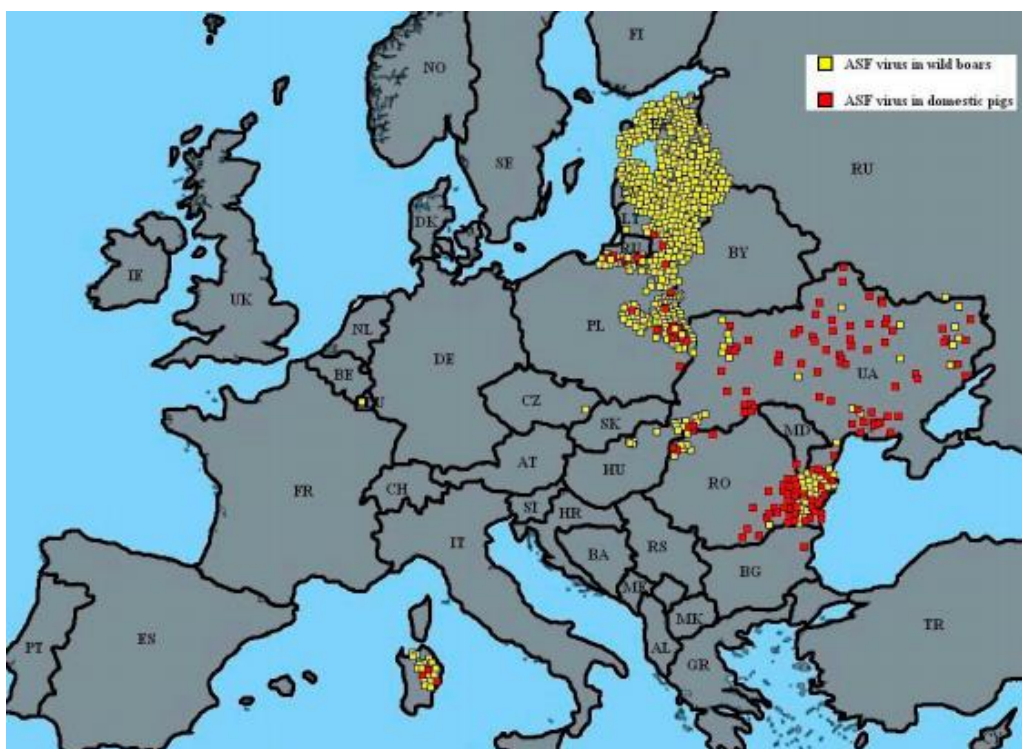 FI
NO
ASF virus in wild boars
ASF virus in domestic pigs
SE
RU
DK
LT
RU
BY
IE
UK
NL
PL
DE
BE
UA
CZ
SK
MD
AT
HU
FR
CH
RO
SI
HR
IT
BA
RS
BG
ME
MK
TR
ES
PT
AL
GR